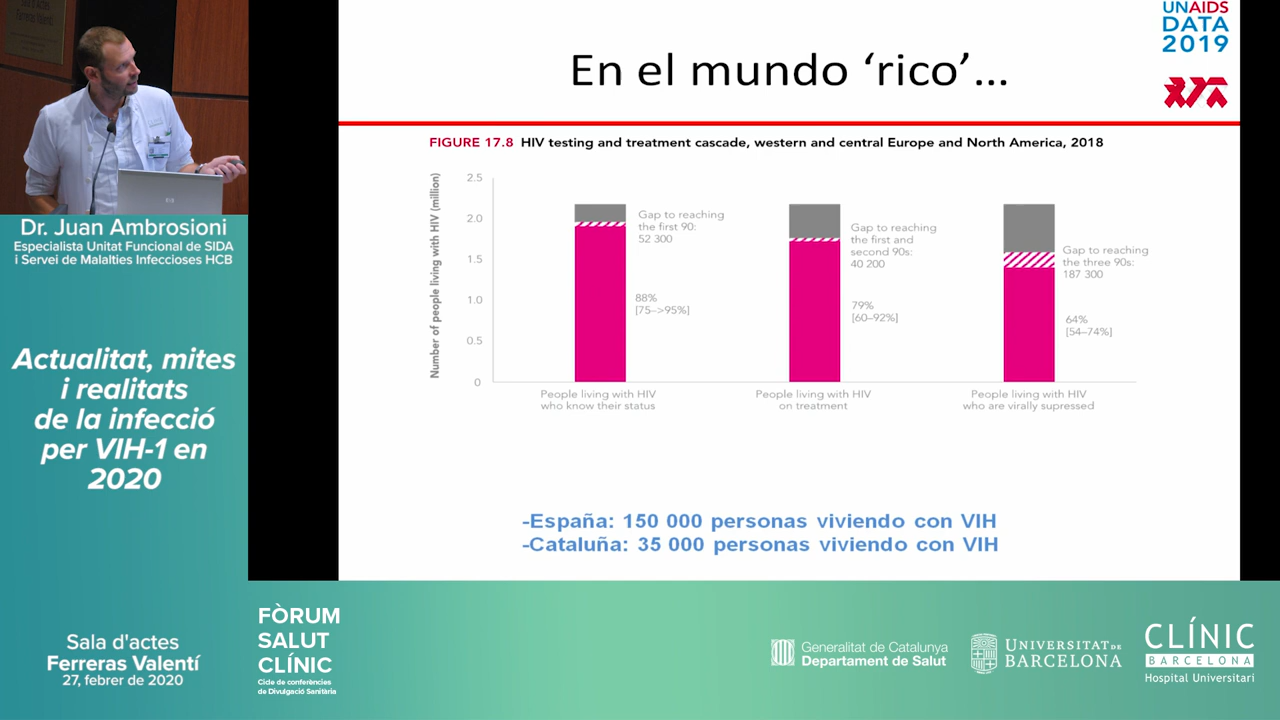 Sala d'actes
Ferreras Valentí
Dr. Juan Ambrosioni
Especialista Unitat Funcional de SIDA
i Servei de Malalties Infeccioses HCB
Actualitat, mites
i realitats
de la infecció
per VIH-1 en
2020
Sala d'actes
Ferreras Valentí
27, febrer de 2020
En el mundo ‘rico’...
UNAIDS
DATA
2019
FIGURE 17.8 HIV testing and treatment cascade, western and central Europe and North America, 2018
Number of people living with HIV (million)
2.5
2.0
1.5
1.0
0.5
0
Gap to reaching
the first 90:
52 300
88%
[75–>95%]
People living with HIV
who know their status
Gap to reaching
the first and
second 90s:
40 200
79%
[60–92%]
People living with HIV
on treatment
Gap to reaching
the three 90s:
187 300
64%
[54–74%]
People living with HIV
who are virally supressed
-España: 150 000 personas viviendo con VIH
-Cataluña: 35 000 personas viviendo con VIH
FÒRUM
SALUT
CLÍNIC
Cicle de conferències
de Divulgació Sanitària
Generalitat de Catalunya
Departament de Salut
UNIVERSITAT DE
BARCELONA
CLÍNIC
BARCELONA
Hospital Universitari